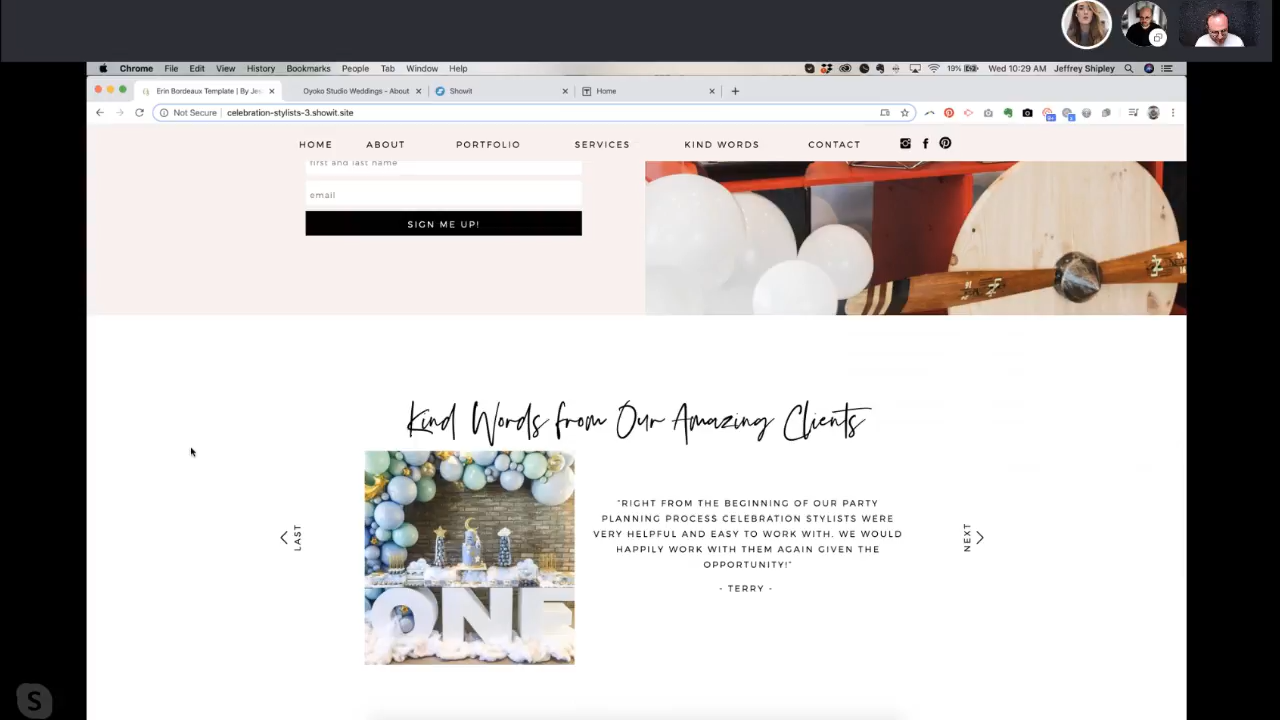 Chrome File Edit View History Bookmarks People Tab Window Help
19% Wed 10:29 AM Jeffrey Shipley
Erin Bordeaux Template | By Jes
Oyoko Studio Weddings - About
Showit
Home
Not Secure celebration-stylists-3.showit.site
HOME ABOUT PORTFOLIO SERVICES KIND WORDS CONTACT
first and last name
email
SIGN ME UP!
Kind Words from Our Amazing Clients
LAST
ONE
"RIGHT FROM THE BEGINNING OF OUR PARTY
PLANNING PROCESS CELEBRATION STYLISTS WERE
VERY HELPFUL AND EASY TO WORK WITH. WE WOULD
HAPPILY WORK WITH THEM AGAIN GIVEN THE
OPPORTUNITY!"
- TERRY -
NEXT
S